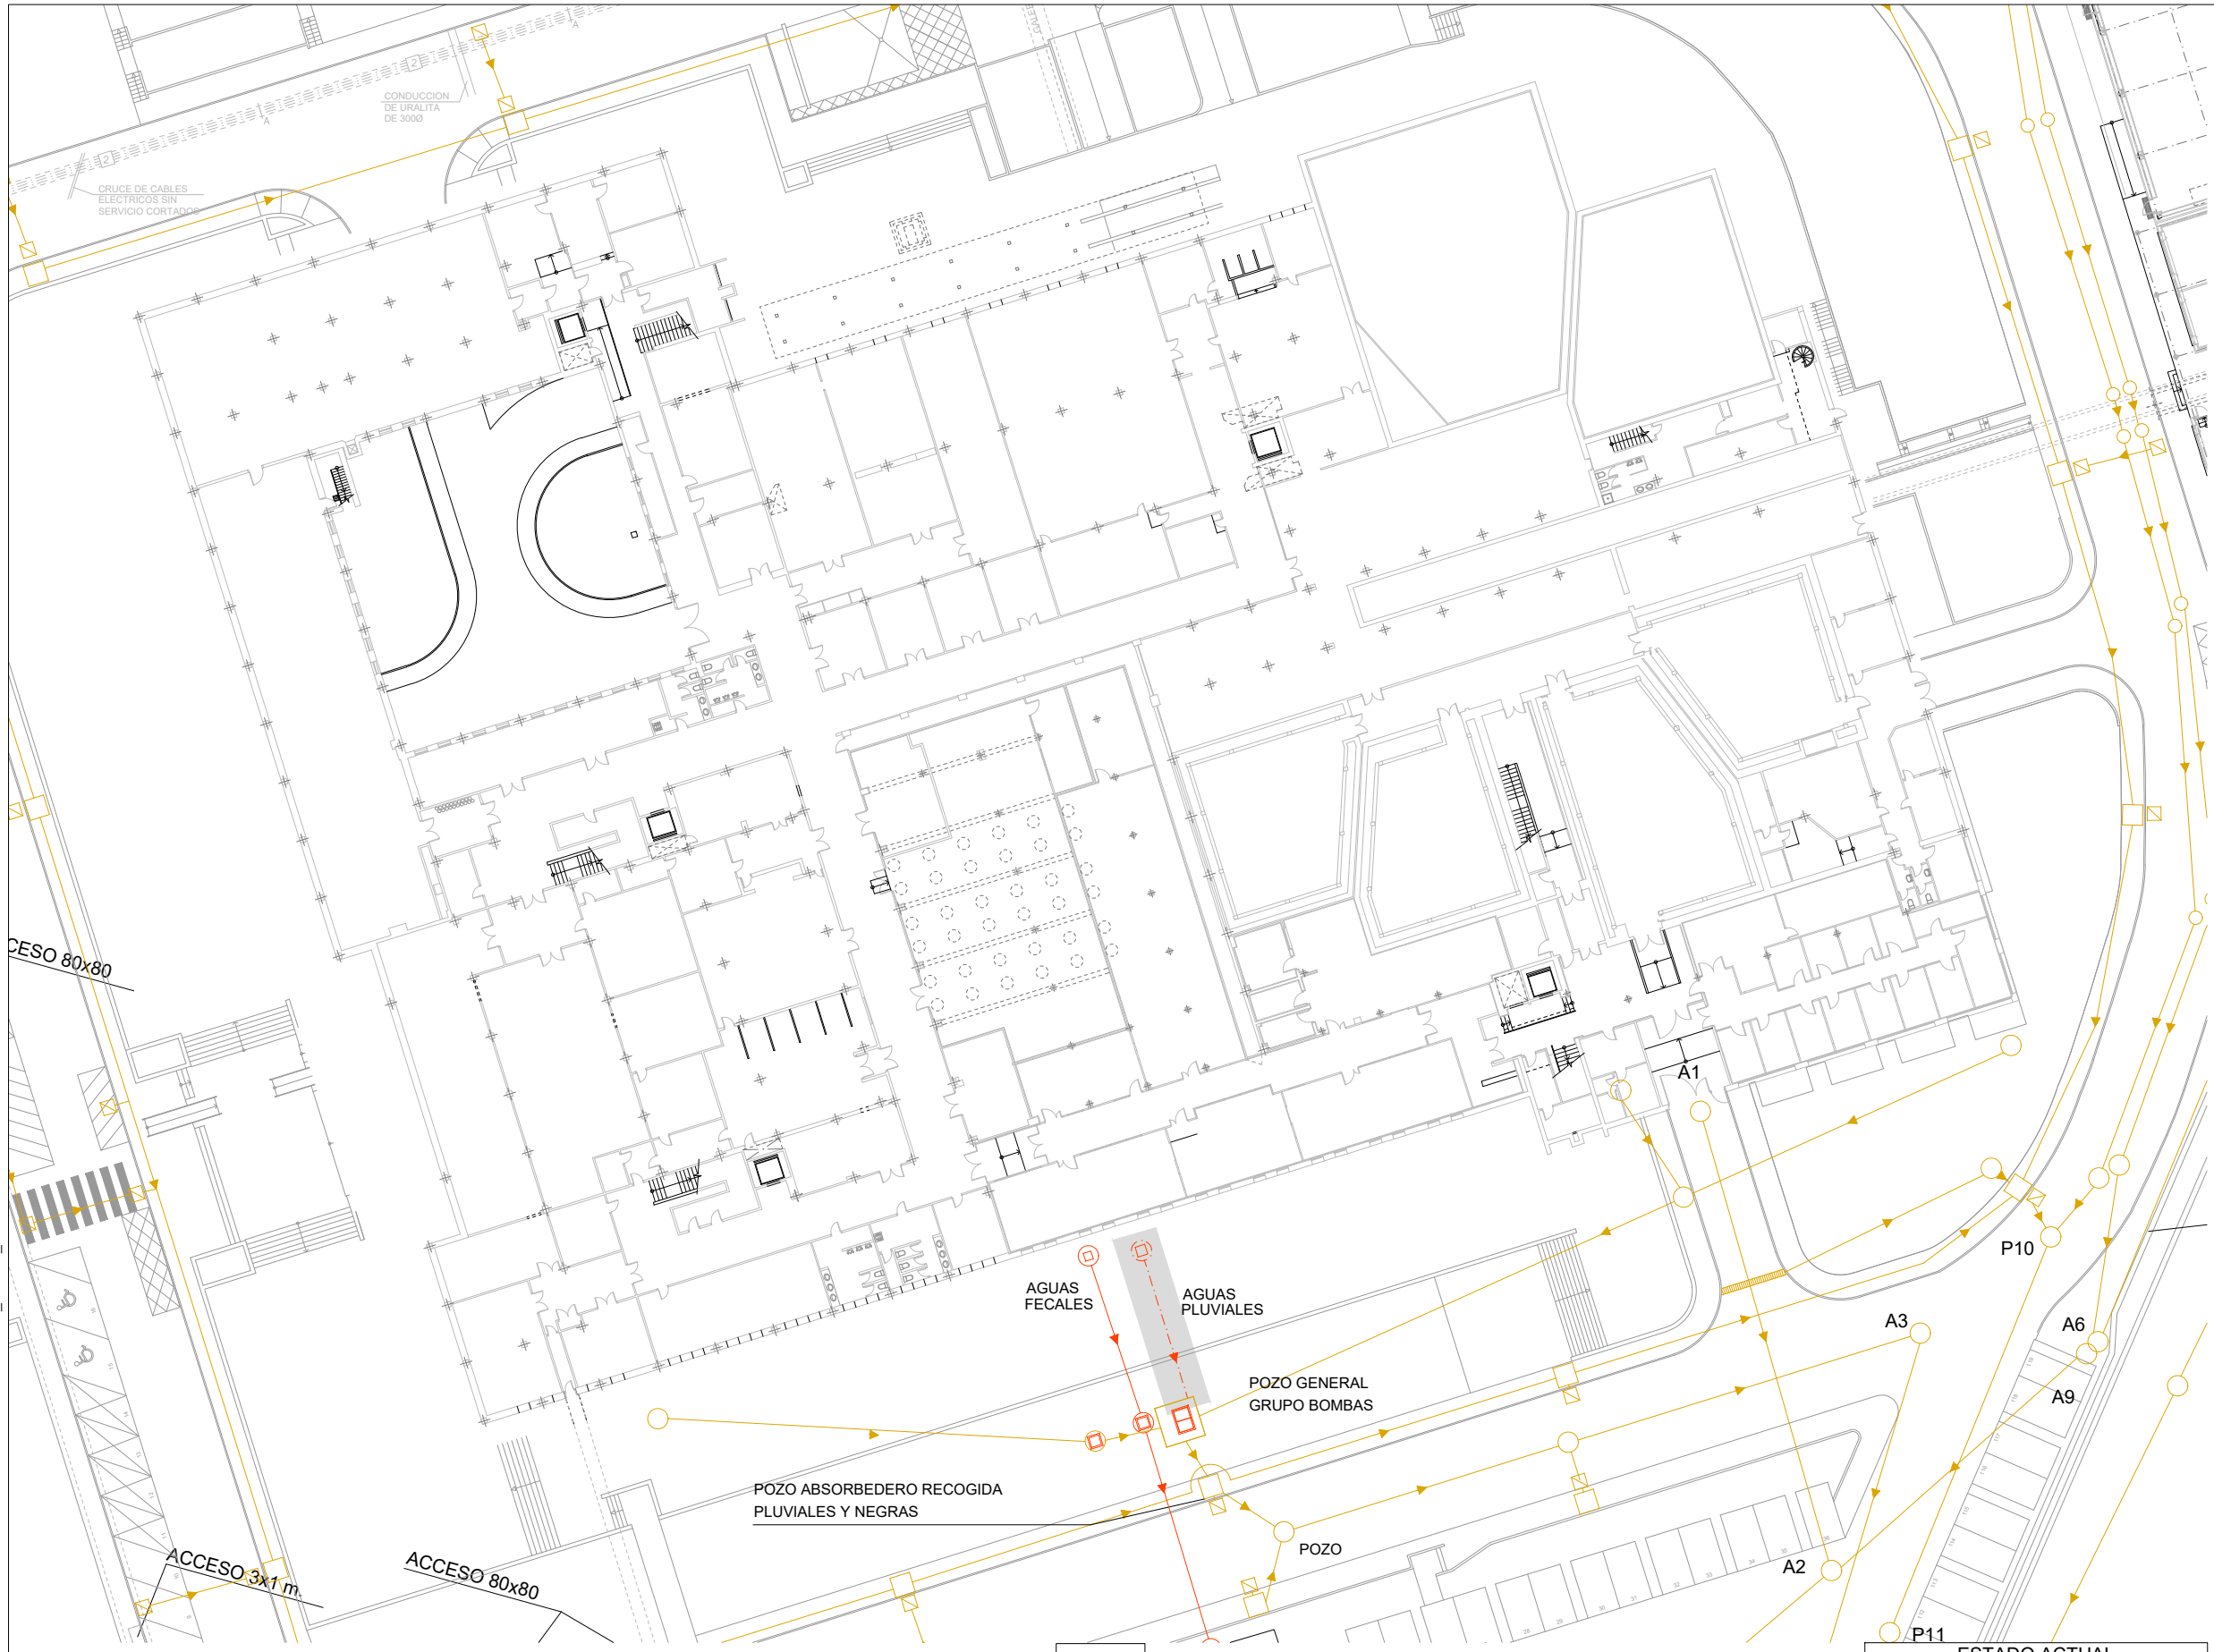 CONDUCCION
DE URALITA
DE 300Ø
CRUCE DE CABLES
ELECTRICOS SIN
SERVICIO CORTADOS
2
2
A
A
A
CESO 80x80
A1
P10
AGUAS
FECALES
AGUAS
PLUVIALES
A3
A6
A9
POZO GENERAL
GRUPO BOMBAS
POZO ABSORBEDERO RECOGIDA
PLUVIALES Y NEGRAS
POZO
A2
ACCESO 3x1 m.
ACCESO 80x80
P11
ESTADO ACTUAL